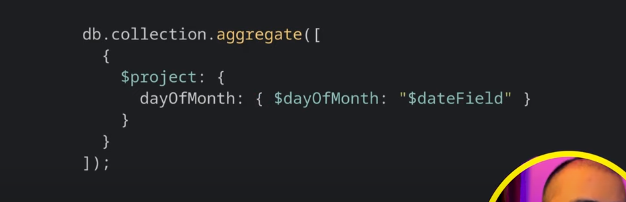 db.collection.aggregate([
{
$project: {
dayOfMonth: { $dayOfMonth: "$dateField" }
}
}
]);